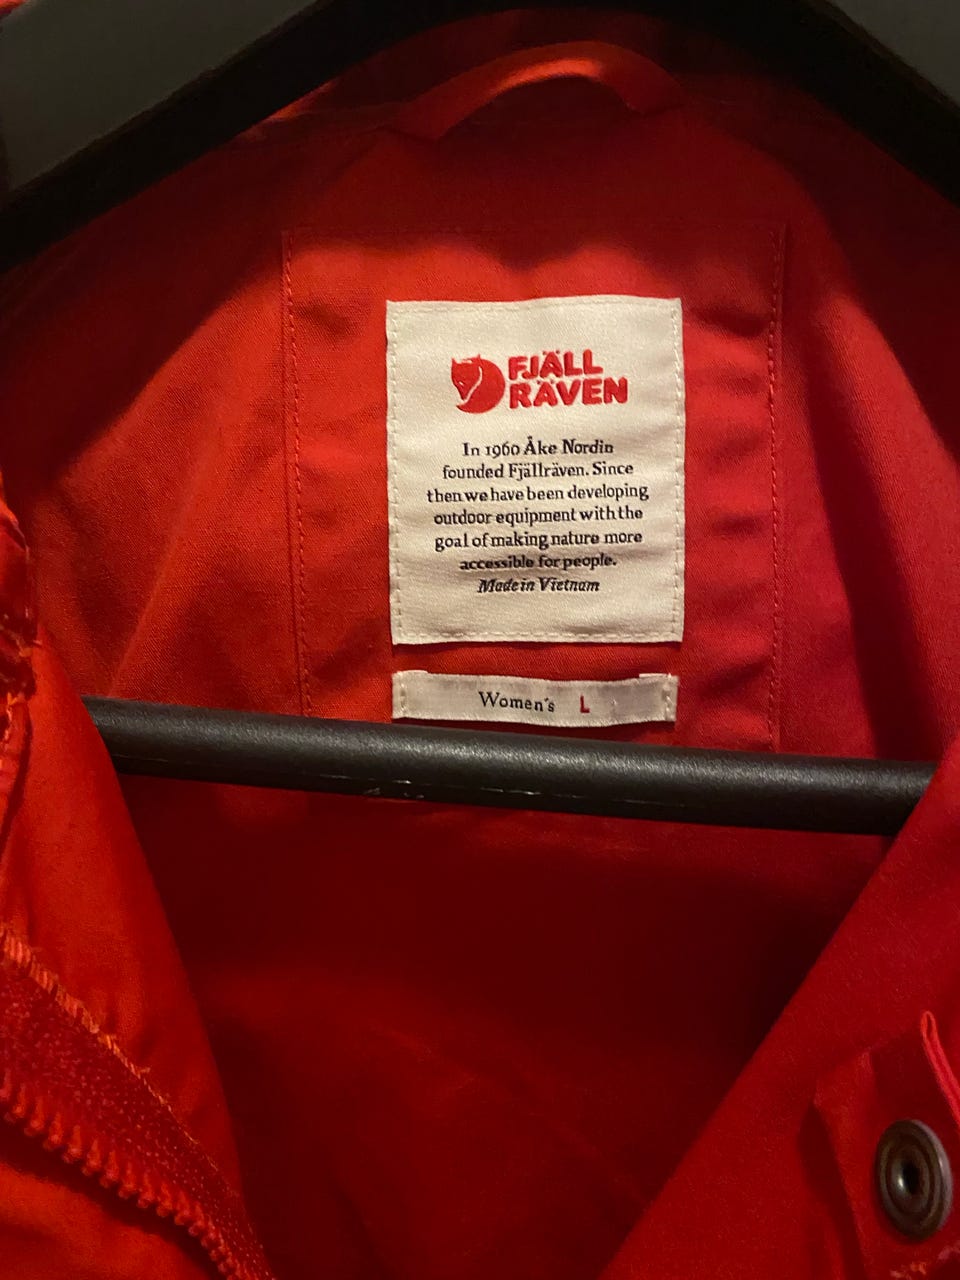 FJÄLL
RÄVEN
In 1960 Åke Nordin
founded Fjällräven. Since
then we have been developing
outdoor equipment with the
goal of making nature more
accessible for people.
Made in Vietnam
Women's L